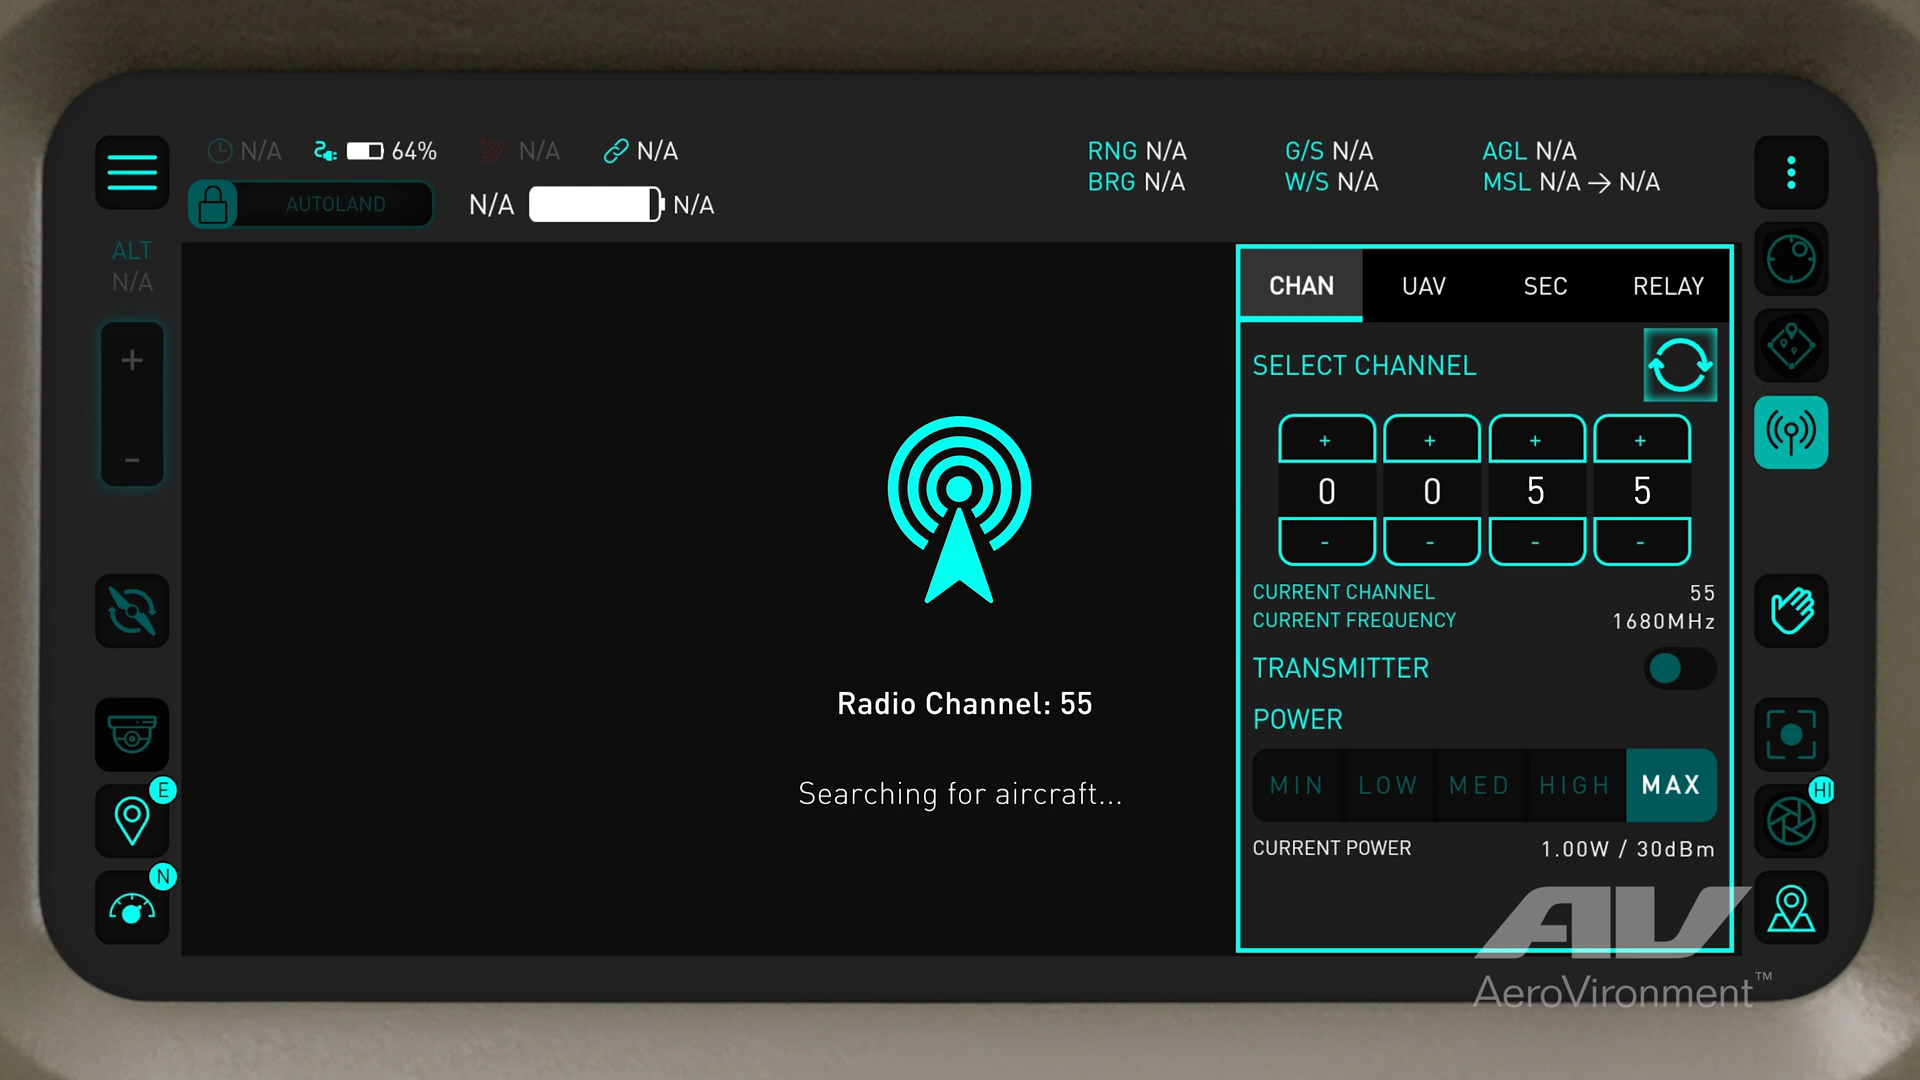 N/A 64% N/A N/A
AUTOLAND
N/A N/A
RNG N/A
BRG N/A
G/S N/A
W/S N/A
AGL N/A
MSL N/A → N/A
ALT
N/A
+
-
E
N
Radio Channel: 55
Searching for aircraft...
CHAN UAV SEC RELAY
SELECT CHANNEL
+ + + +
0 0 5 5
- - - -
CURRENT CHANNEL 55
CURRENT FREQUENCY 1680MHz
TRANSMITTER
POWER
MIN LOW MED HIGH MAX
CURRENT POWER 1.00W / 30dBm
HI
AV
AeroVironment™